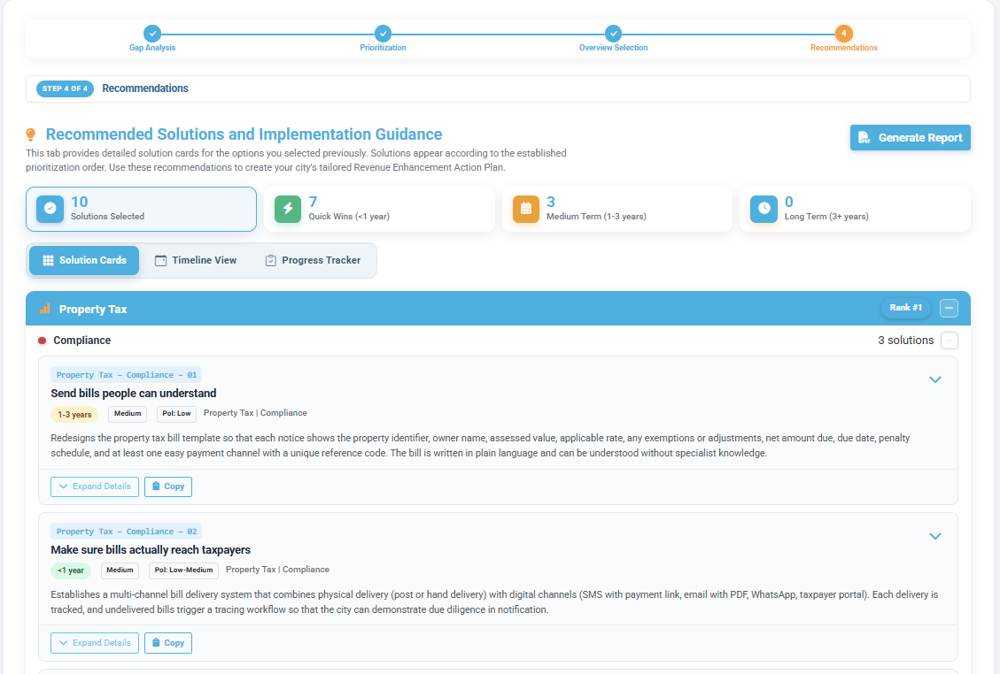 Gap Analysis
Prioritization
Overview Selection
4
Recommendations
STEP 4 OF 4 Recommendations
Recommended Solutions and Implementation Guidance
Generate Report
This tab provides detailed solution cards for the options you selected previously. Solutions appear according to the established
prioritization order. Use these recommendations to create your city's tailored Revenue Enhancement Action Plan.
10
Solutions Selected
7
Quick Wins (<1 year)
3
Medium Term (1-3 years)
0
Long Term (3+ years)
Solution Cards
Timeline View
Progress Tracker
Property Tax
Rank #1
Compliance
3 solutions
Property Tax - Compliance - 01
Send bills people can understand
1-3 years Medium Pol: Low Property Tax | Compliance
Redesigns the property tax bill template so that each notice shows the property identifier, owner name, assessed value, applicable rate, any exemptions or adjustments, net amount due, due date, penalty
schedule, and at least one easy payment channel with a unique reference code. The bill is written in plain language and can be understood without specialist knowledge.
Expand Details Copy
Property Tax - Compliance - 02
Make sure bills actually reach taxpayers
<1 year Medium Pol: Low-Medium Property Tax | Compliance
Establishes a multi-channel bill delivery system that combines physical delivery (post or hand delivery) with digital channels (SMS with payment link, email with PDF, WhatsApp, taxpayer portal). Each delivery is
tracked, and undelivered bills trigger a tracing workflow so that the city can demonstrate due diligence in notification.
Expand Details Copy